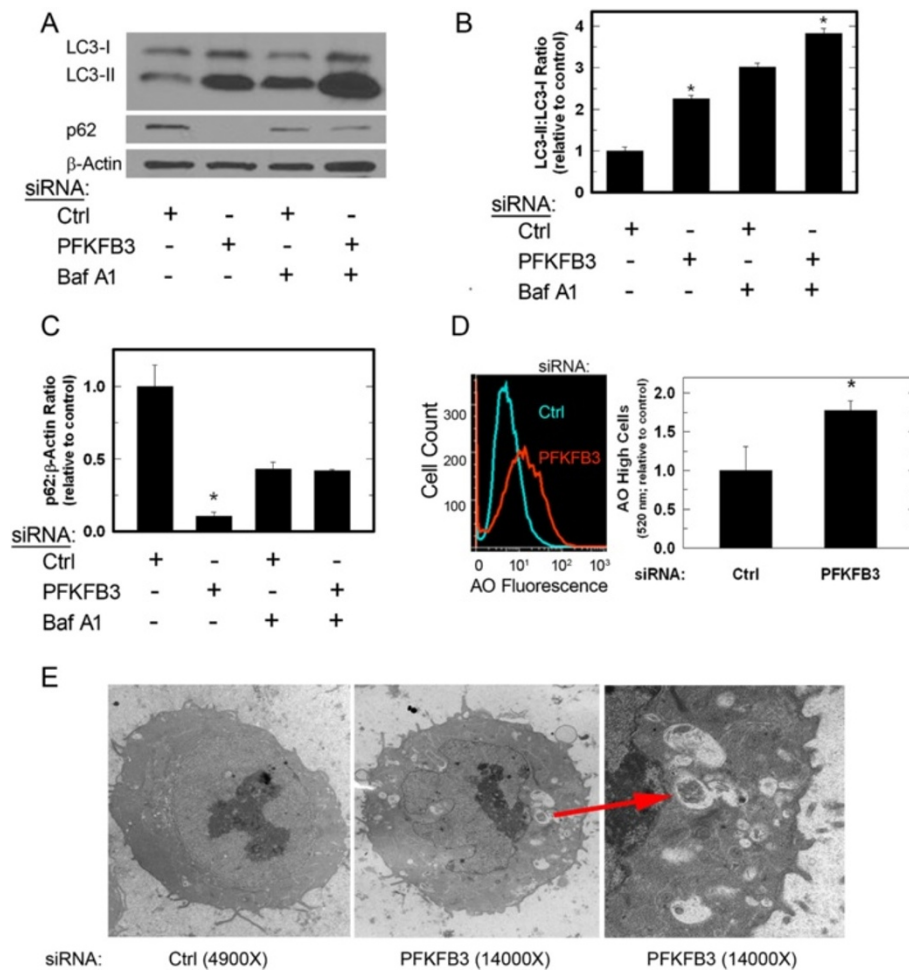 A
LC3-I
LC3-II
p62
β-Actin
siRNA:
Ctrl + - + -
PFKFB3 - + - +
Baf A1 - - + +
B
LC3-II:LC3-I Ratio
(relative to control)
4
3
2
1
0
siRNA:
Ctrl + - + -
PFKFB3 - + - +
Baf A1 - - + +
* *
C
p62:β-Actin Ratio
(relative to control)
1.0
0.5
0.0
*
siRNA:
Ctrl + - + -
PFKFB3 - + - +
Baf A1 - - + +
D
siRNA:
Ctrl
PFKFB3
Cell Count
300
200
100
0 10¹ 10² 10³
AO Fluorescence
AO High Cells
(520 nm; relative to control)
2.0
1.5
1.0
0.5
0.0
*
siRNA: Ctrl PFKFB3
E
siRNA: Ctrl (4900X) PFKFB3 (14000X) PFKFB3 (14000X)